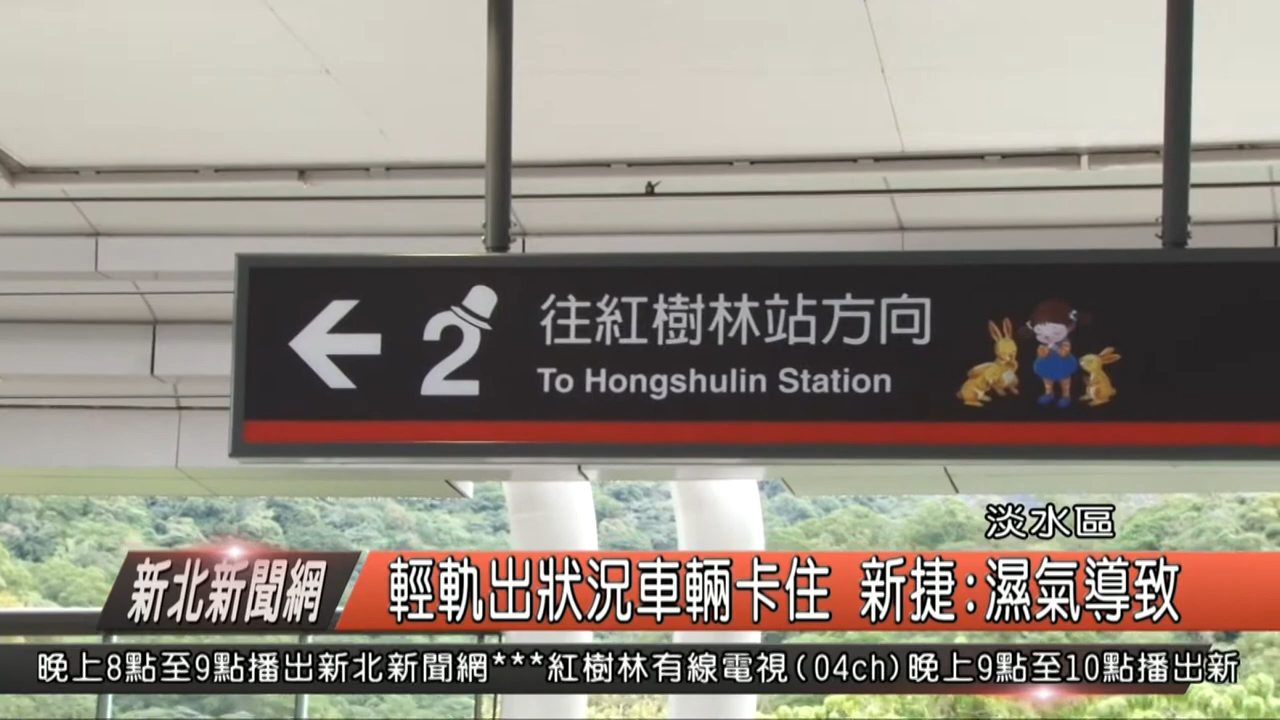 2 往紅樹林站方向
To Hongshulin Station
淡水區
新北新聞網
輕軌出狀況車輛卡住 新捷:濕氣導致
晚上8點至9點播出新北新聞網***紅樹林有線電視(04ch)晚上9點至10點播出新